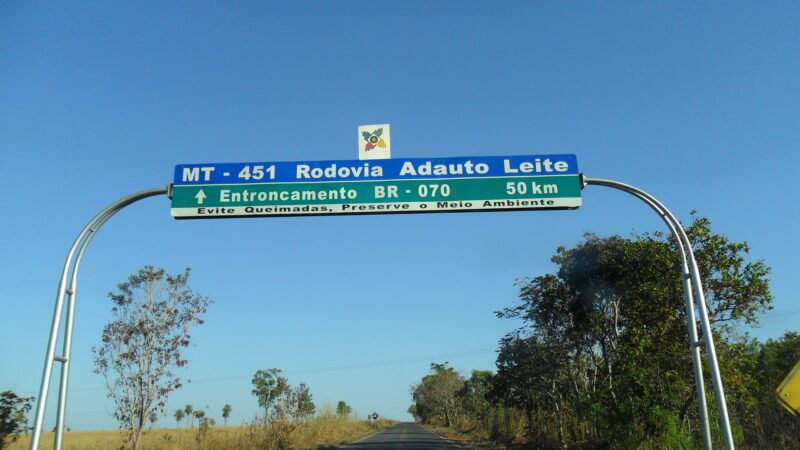 MT - 451 Rodovia Adauto Leite
↑ Entroncamento BR - 070 50 km
Evite Queimadas, Preserve o Meio Ambiente